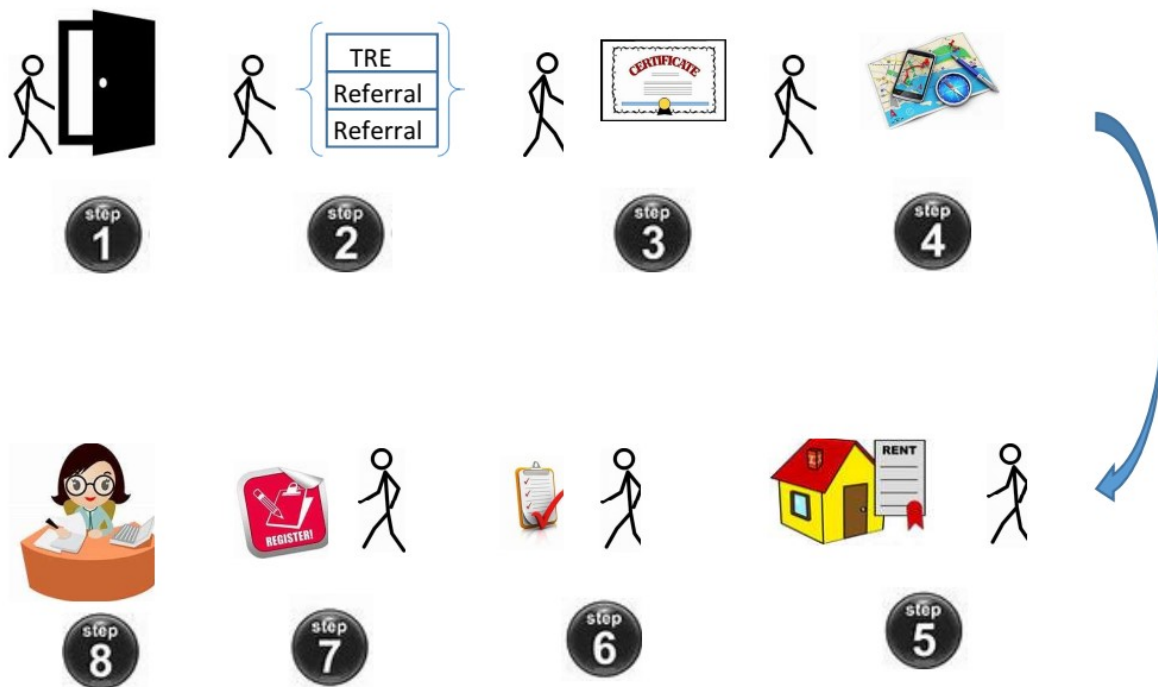 TRE
Referral
Referral
CERTIFICATE
step
1
step
2
step
3
step
4
RENT
REGISTER!
step
8
step
7
step
6
step
5